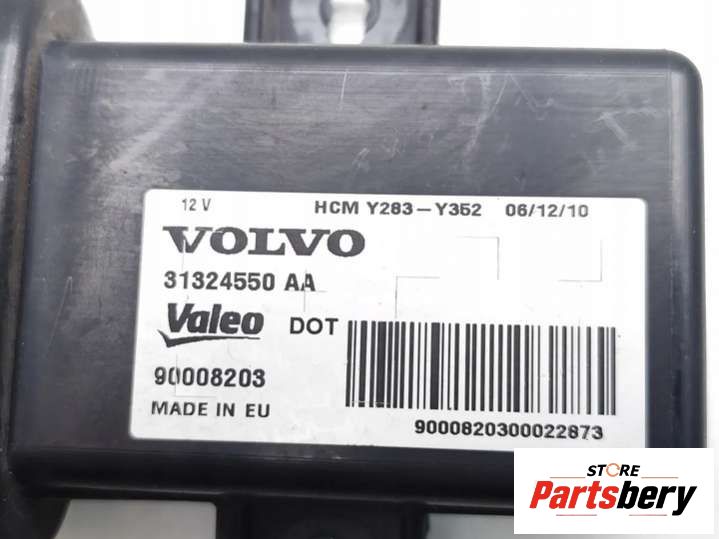 12 V HCM Y283-Y352 06/12/10
VOLVO
31324550 AA
Valeo DOT
90008203
MADE IN EU
9000820300022873
STORE
Partsbery